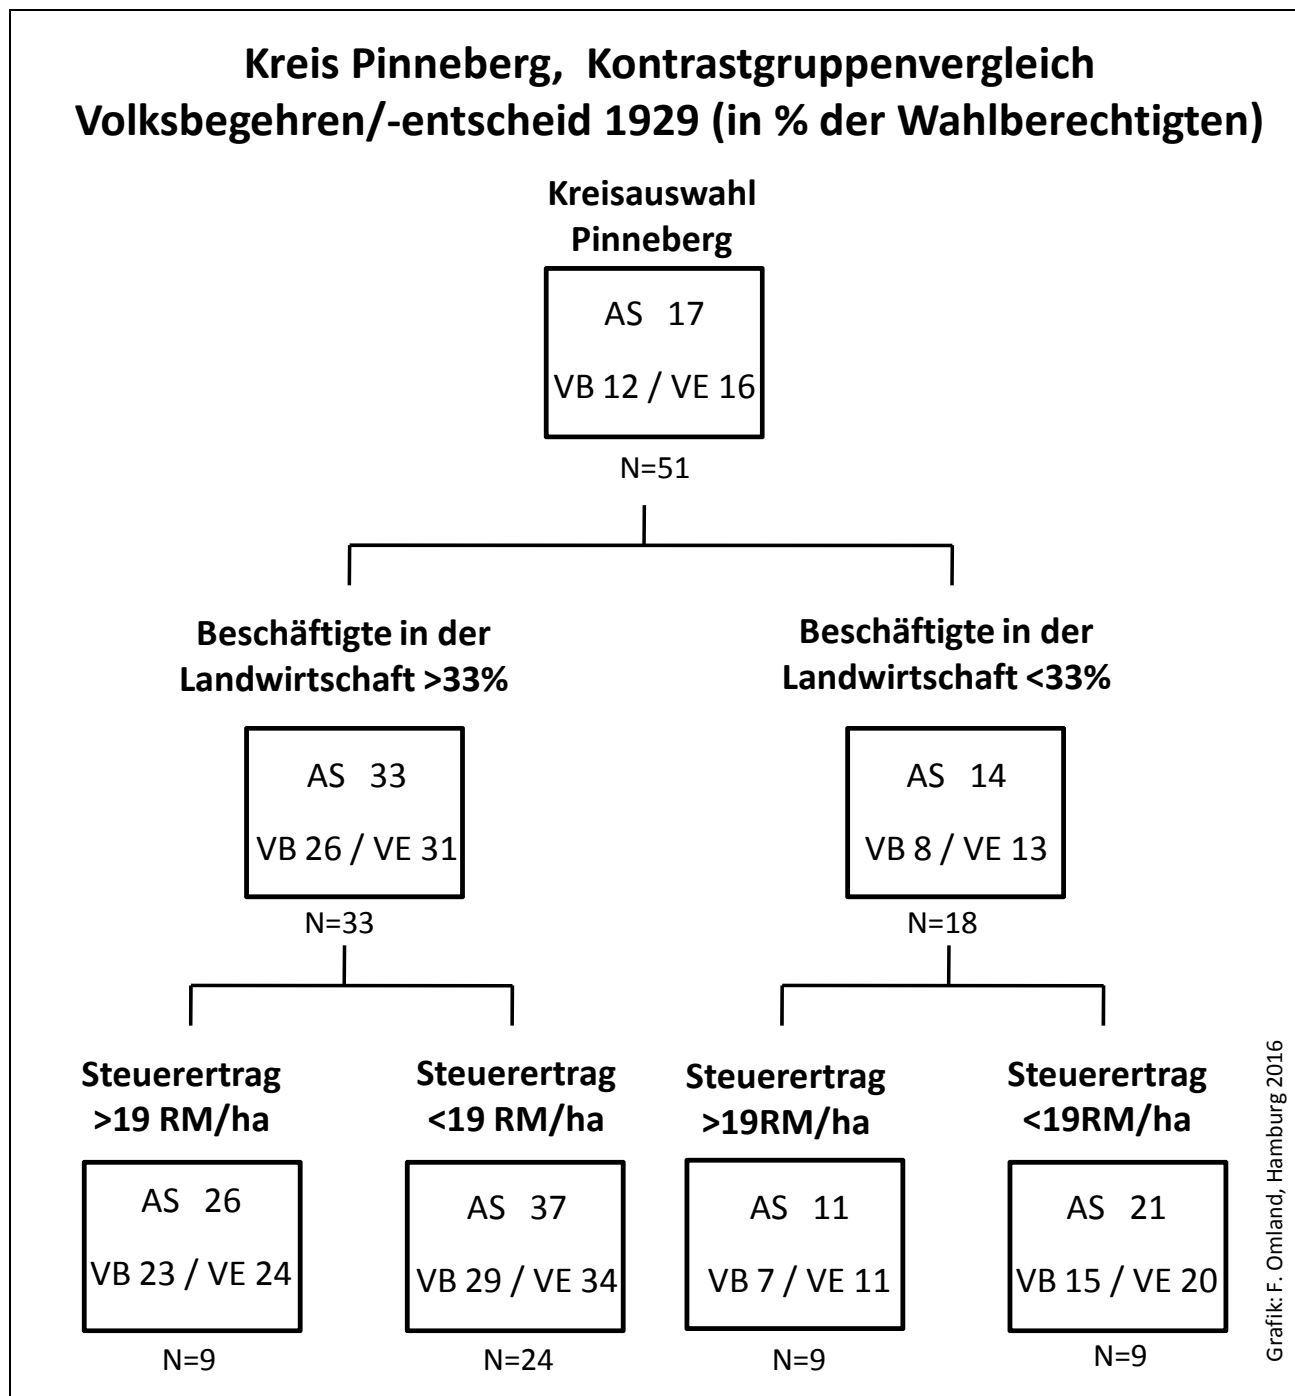 Kreis Pinneberg, Kontrastgruppenvergleich
Volksbegehren/-entscheid 1929 (in % der Wahlberechtigten)
Kreisauswahl
Pinneberg
AS 17
VB 12 / VE 16
N=51
Beschäftigte in der
Landwirtschaft >33%
AS 33
VB 26 / VE 31
N=33
Beschäftigte in der
Landwirtschaft <33%
AS 14
VB 8 / VE 13
N=18
Steuerertrag
>19 RM/ha
AS 26
VB 23 / VE 24
N=9
Steuerertrag
<19 RM/ha
AS 37
VB 29 / VE 34
N=24
Steuerertrag
>19RM/ha
AS 11
VB 7 / VE 11
N=9
Steuerertrag
<19RM/ha
AS 21
VB 15 / VE 20
N=9
Grafik: F. Omland, Hamburg 2016